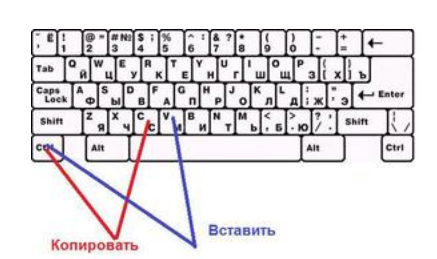 ~ Ё ! 1 @ " 2 # № 3 $ ; 4 % 5 ^ : 6 & ? 7 * 8 ( 9 ) 0 - + = ←
Tab Q Й W Ц E У R К T Е Y Н U Г I Ш O Щ P З { [ Х } ] Ъ
Caps Lock A Ф S Ы D В F А G П H Р J О K Л L Д : ; Ж " ' Э ← Enter
Shift Z Я X Ч C С V М B И N Т M Ь < , Б > . Ю ? / . Shift \ /
Ctrl Alt Alt Ctrl
Вставить
Копировать